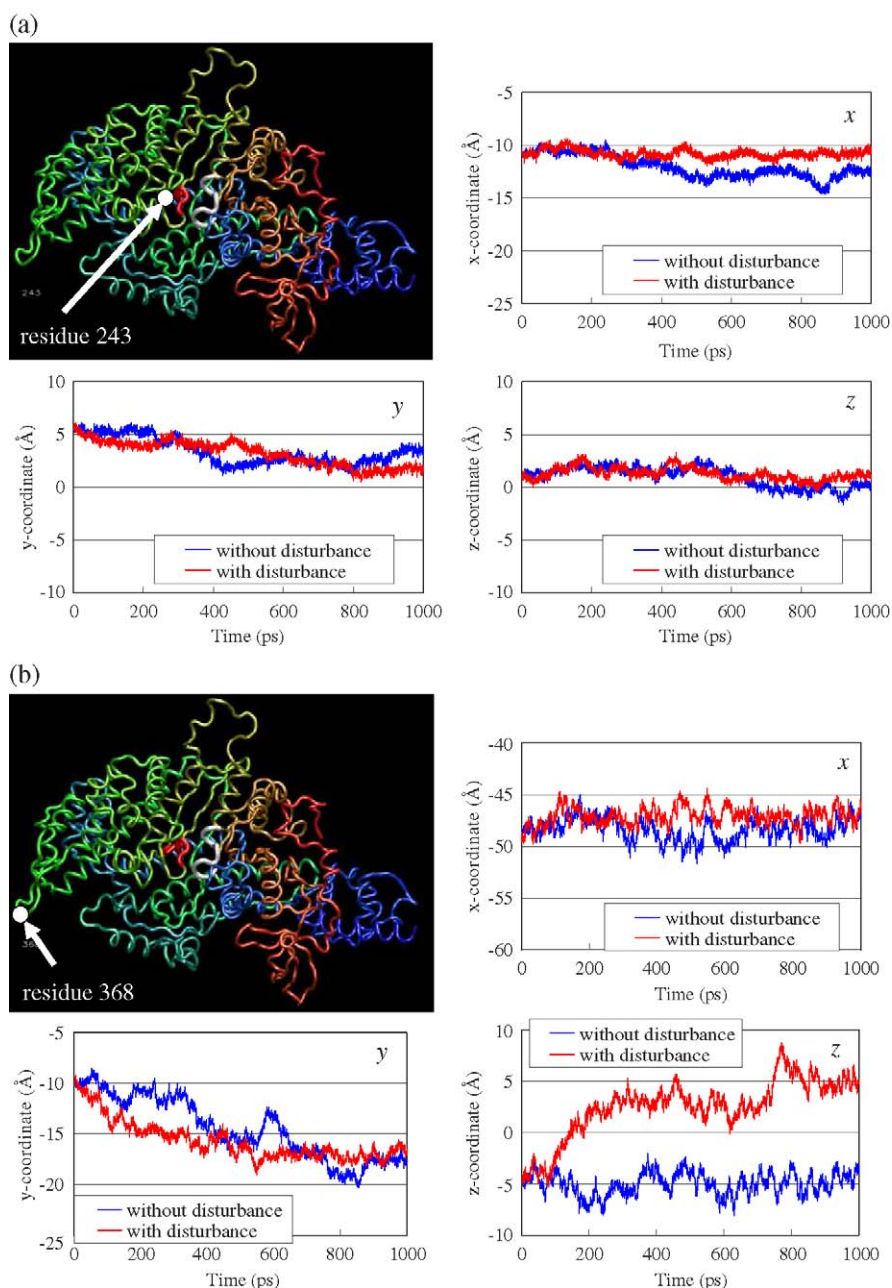 (a)
243
residue 243
x
-5
-10
-15
-20
-25
x-coordinate (Å)
without disturbance
with disturbance
0 200 400 600 800 1000
Time (ps)
y
10
5
0
-5
-10
y-coordinate (Å)
without disturbance
with disturbance
0 200 400 600 800 1000
Time (ps)
z
10
5
0
-5
-10
z-coordinate (Å)
without disturbance
with disturbance
0 200 400 600 800 1000
Time (ps)
(b)
residue 368
x
-40
-45
-50
-55
-60
x-coordinate (Å)
without disturbance
with disturbance
0 200 400 600 800 1000
Time (ps)
y
-5
-10
-15
-20
-25
y-coordinate (Å)
without disturbance
with disturbance
0 200 400 600 800 1000
Time (ps)
z
10
5
0
-5
-10
z-coordinate (Å)
without disturbance
with disturbance
0 200 400 600 800 1000
Time (ps)